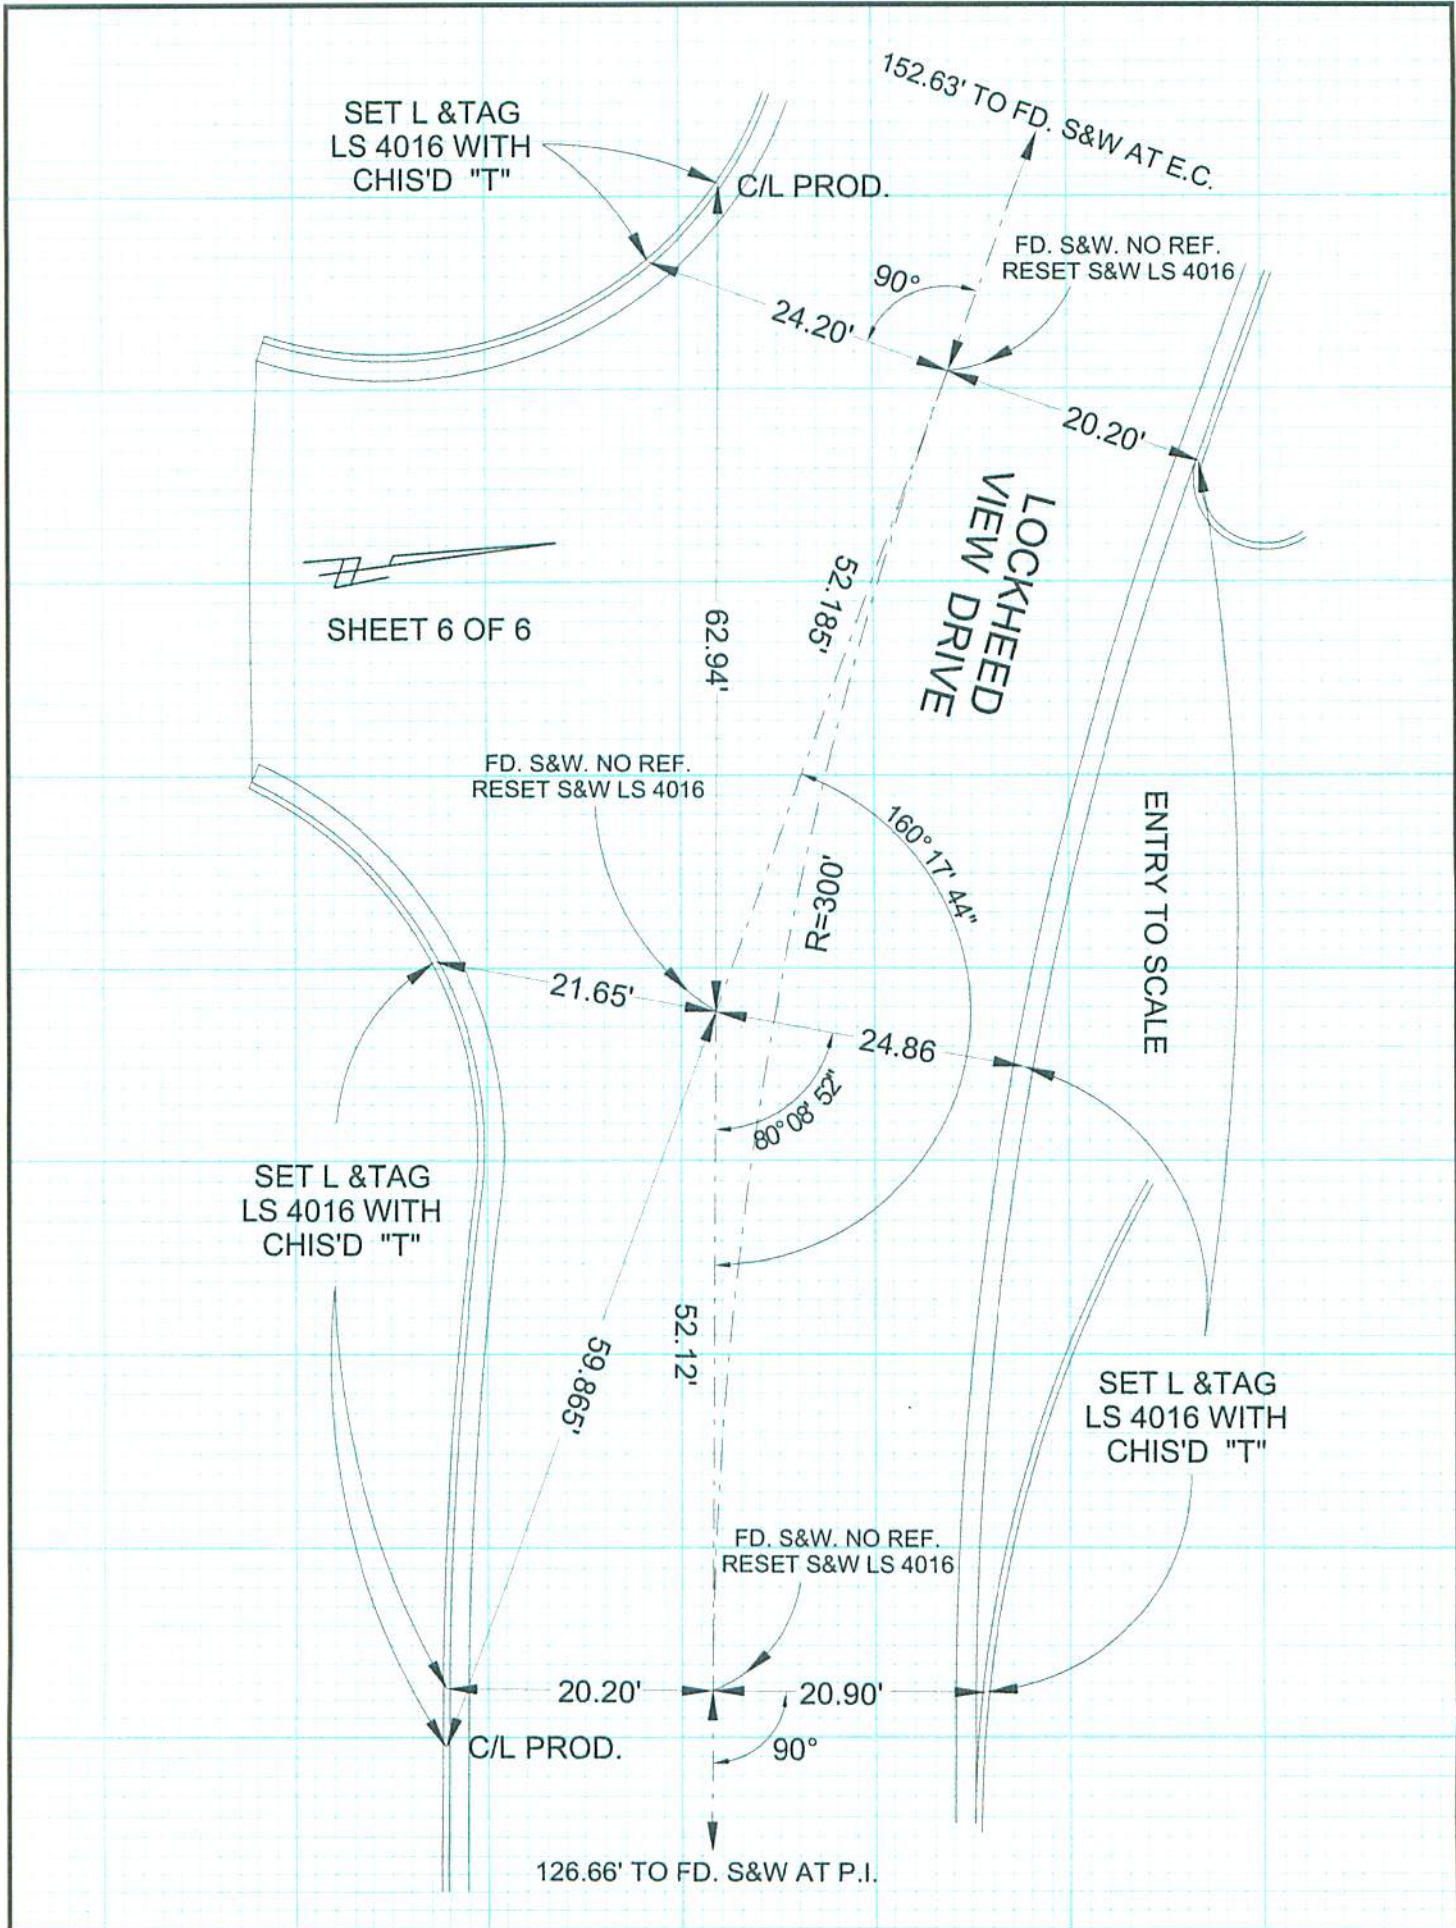 152.63' TO FD. S&W AT E.C.
SET L &TAG
LS 4016 WITH
CHIS'D "T"
C/L PROD.
FD. S&W. NO REF.
RESET S&W LS 4016
90°
24.20'
20.20'
LOCKHEED
VIEW DRIVE
52.185'
62.94'
SHEET 6 OF 6
FD. S&W. NO REF.
RESET S&W LS 4016
160° 17' 44"
R=300'
ENTRY TO SCALE
21.65'
24.86
80° 08' 52"
SET L &TAG
LS 4016 WITH
CHIS'D "T"
52.12'
59.865'
SET L &TAG
LS 4016 WITH
CHIS'D "T"
FD. S&W. NO REF.
RESET S&W LS 4016
20.20'
20.90'
C/L PROD.
90°
126.66' TO FD. S&W AT P.I.